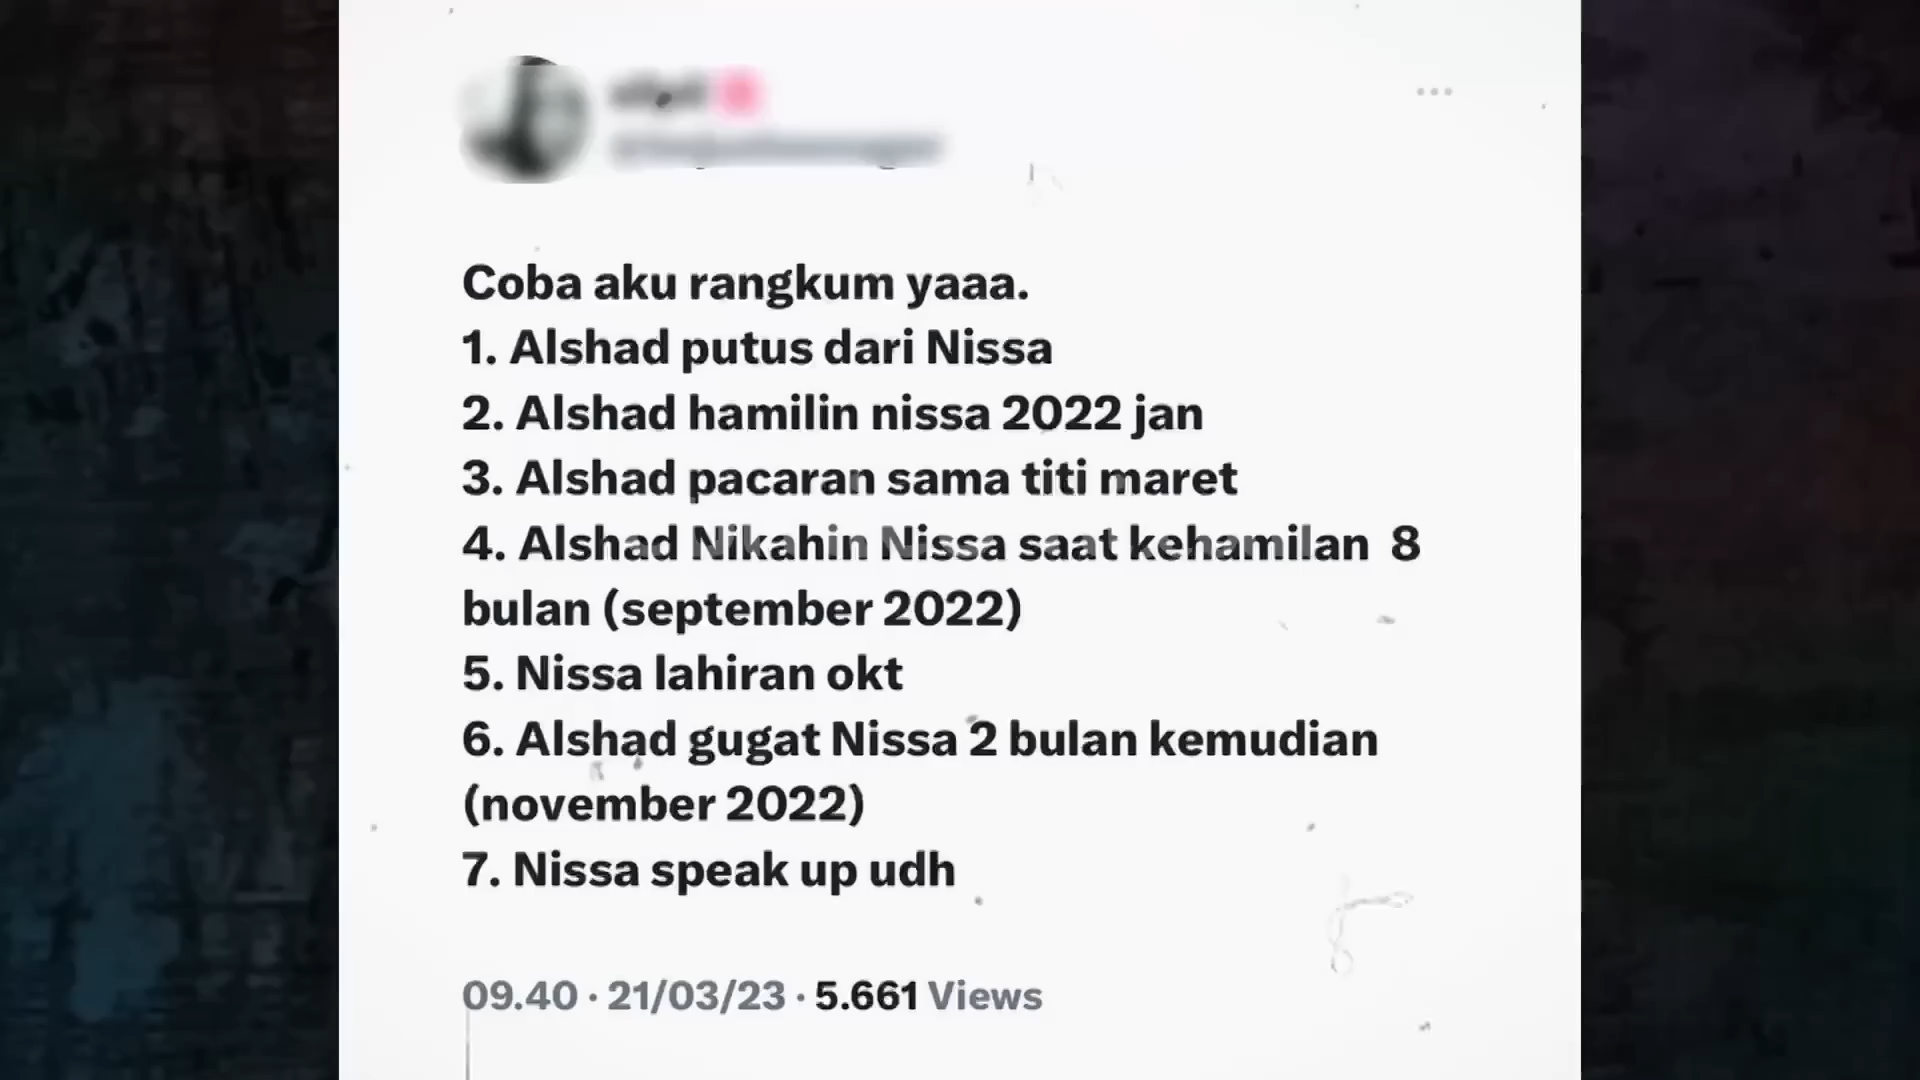 Coba aku rangkum yaaa.
1. Alshad putus dari Nissa
2. Alshad hamilin nissa 2022 jan
3. Alshad pacaran sama titi maret
4. Alshad Nikahin Nissa saat kehamilan 8
bulan (september 2022)
5. Nissa lahiran okt
6. Alshad gugat Nissa 2 bulan kemudian
(november 2022)
7. Nissa speak up udh
09.40 · 21/03/23 · 5.661 Views